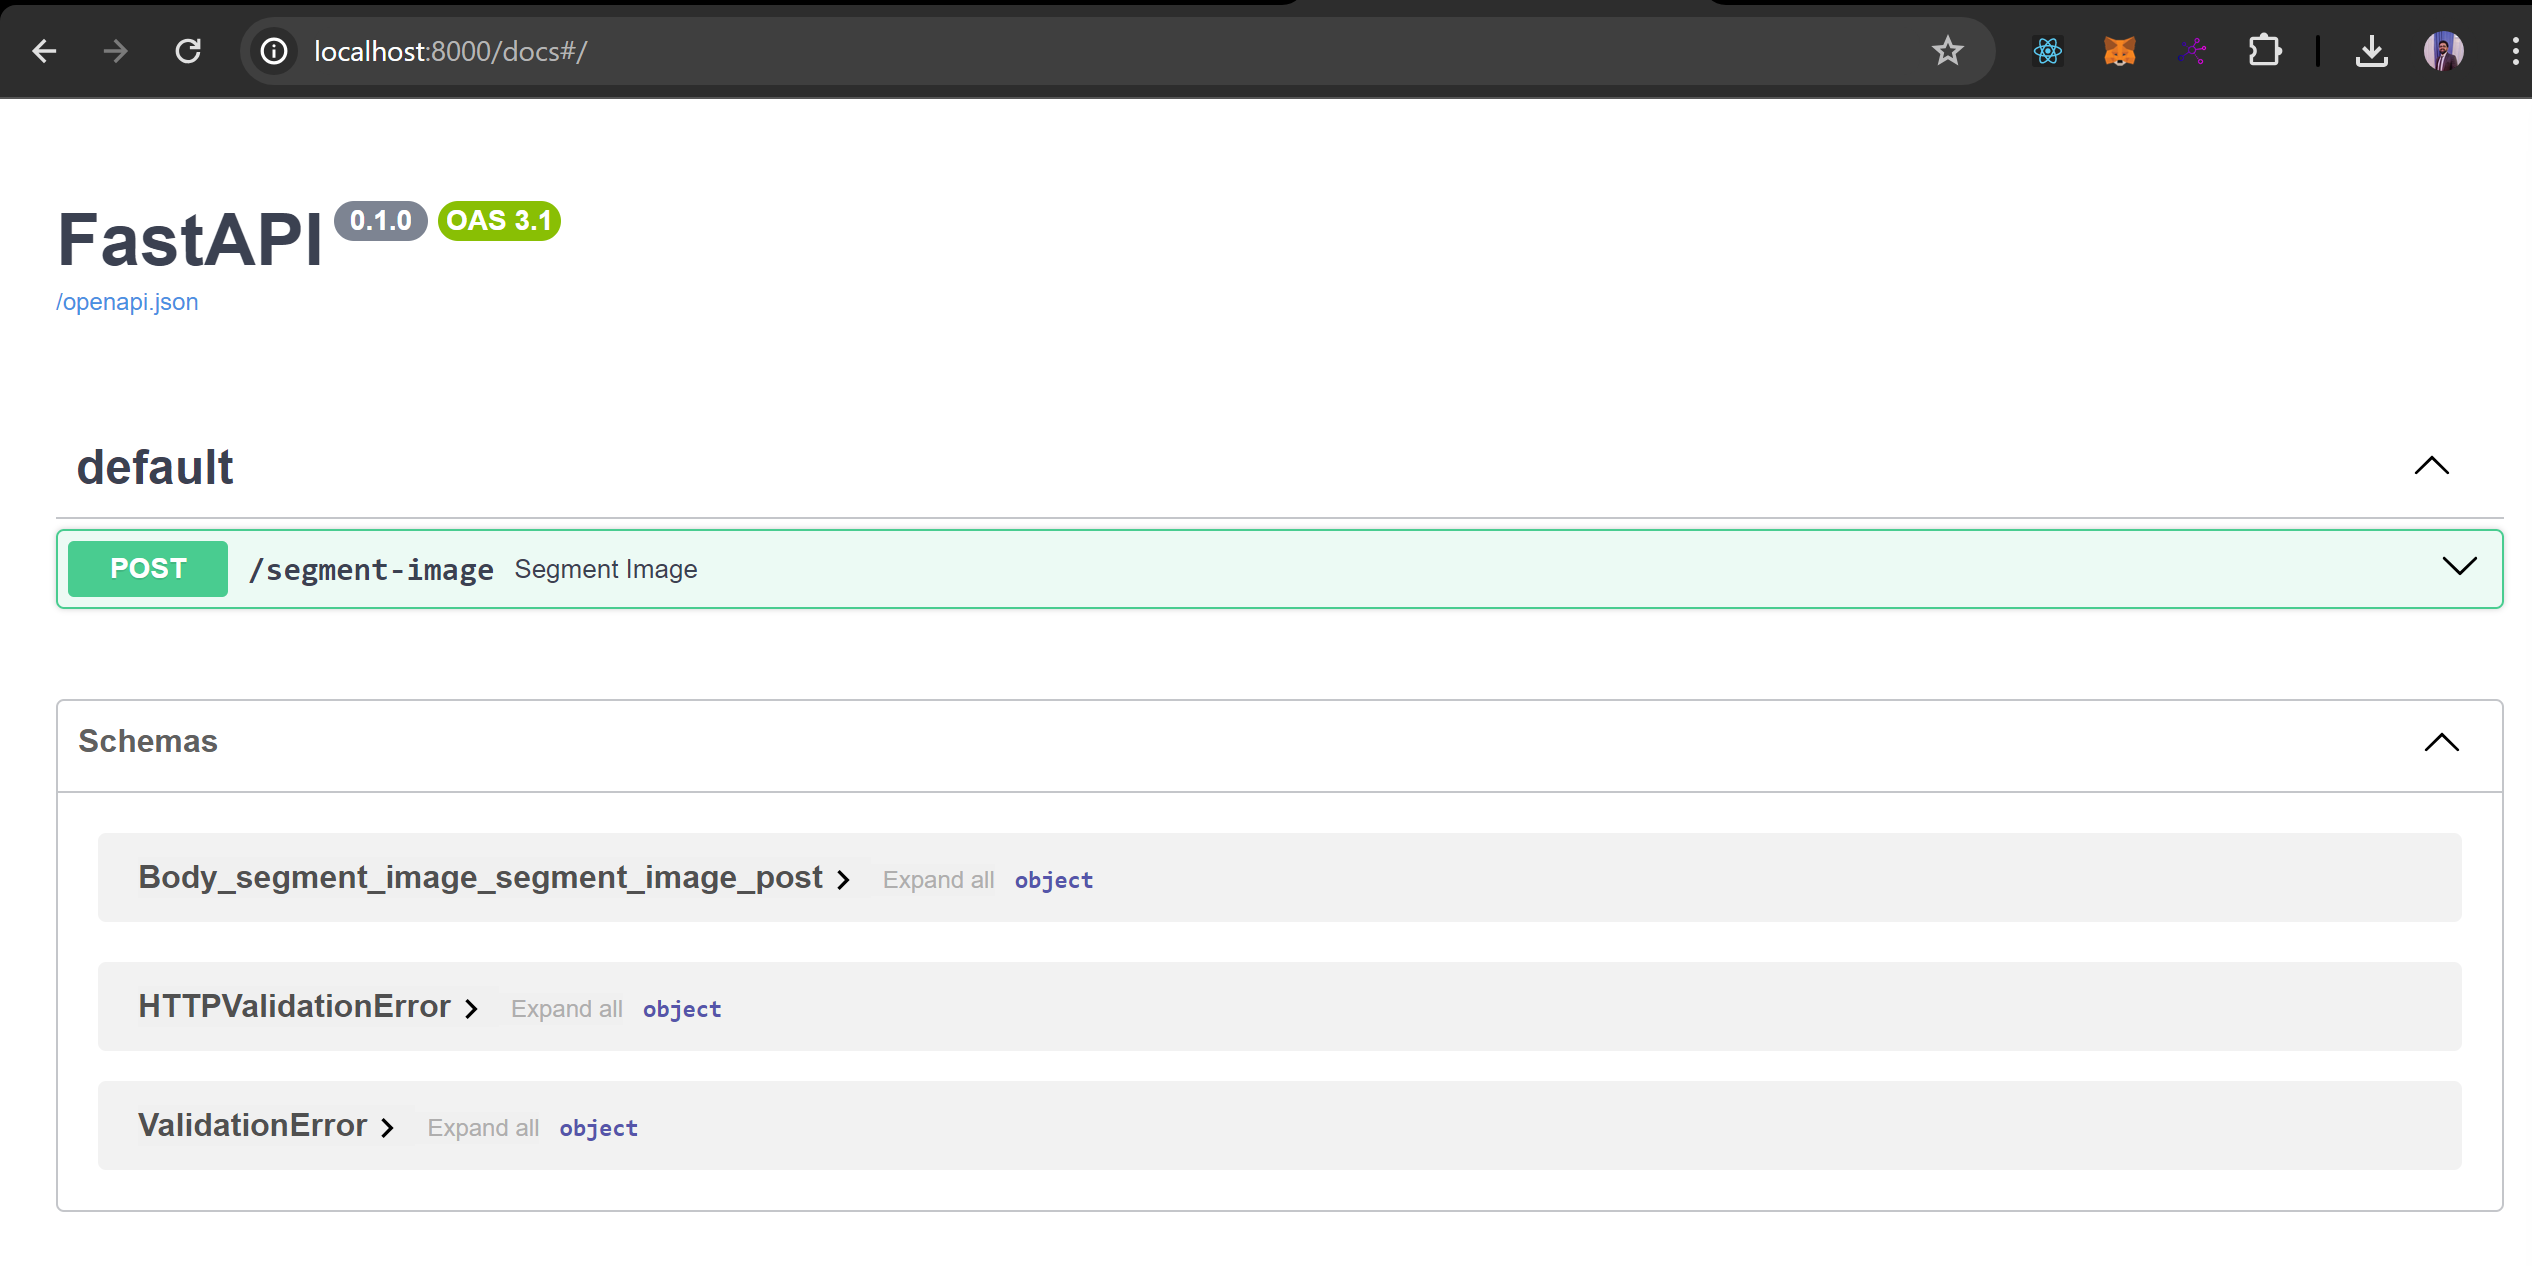 localhost:8000/docs#/
FastAPI 0.1.0 OAS 3.1
/openapi.json
default
POST /segment-image Segment Image
Schemas
Body_segment_image_segment_image_post Expand all object
HTTPValidationError Expand all object
ValidationError Expand all object